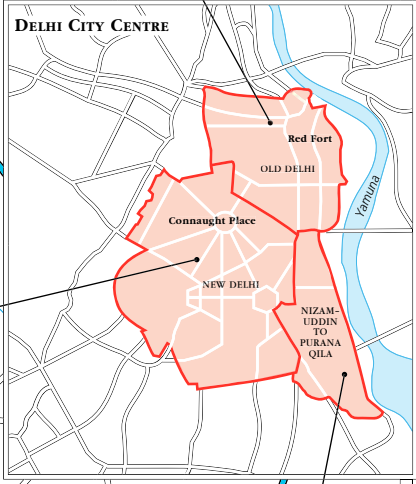 DELHI CITY CENTRE
Red Fort
OLD DELHI
Yamuna
Connaught Place
NEW DELHI
NIZAM-
UDDIN
TO
PURANA
QILA